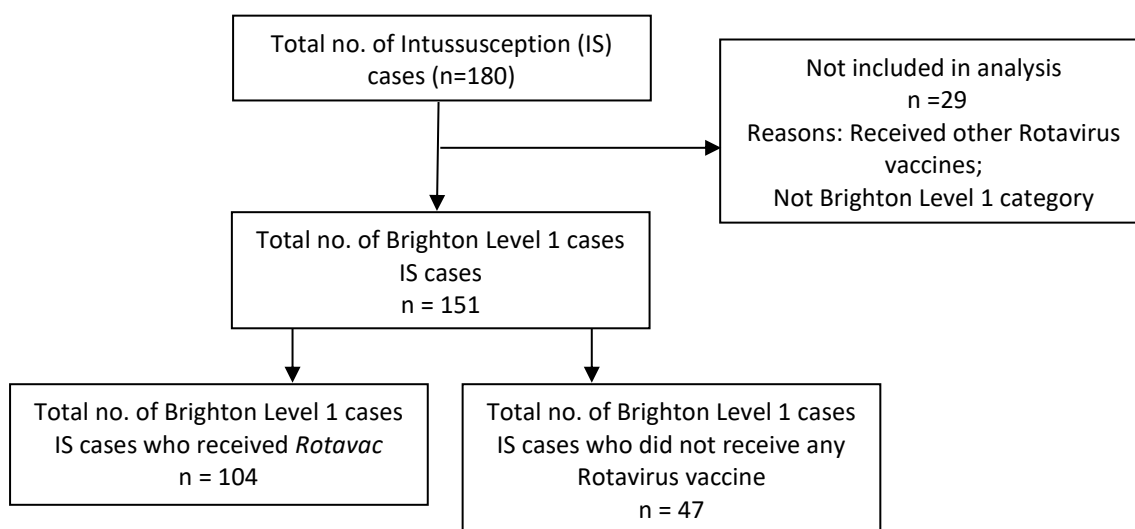 Total no. of Intussusception (IS)
cases (n=180)
Not included in analysis
n =29
Reasons: Received other Rotavirus
vaccines;
Not Brighton Level 1 category
Total no. of Brighton Level 1 cases
IS cases
n = 151
Total no. of Brighton Level 1 cases
IS cases who received Rotavac
n = 104
Total no. of Brighton Level 1 cases
IS cases who did not receive any
Rotavirus vaccine
n = 47